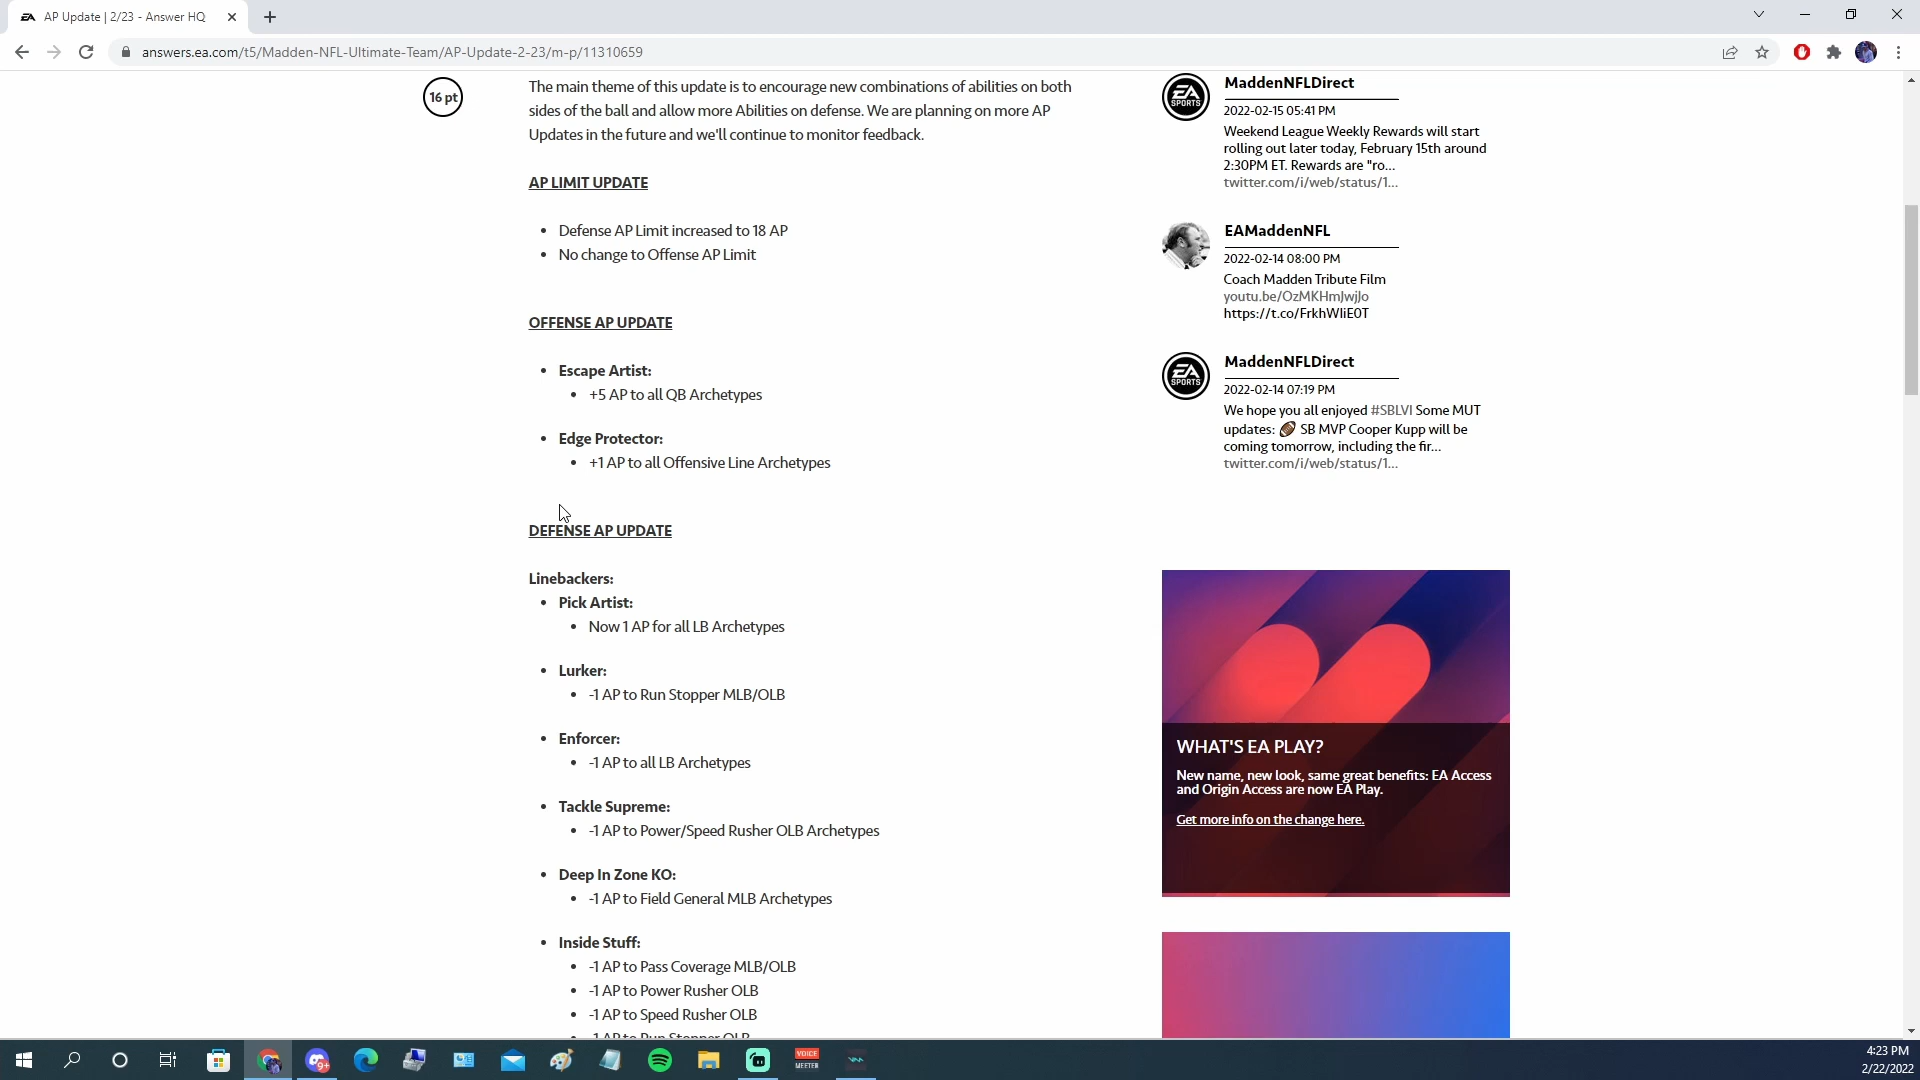 AP Update | 2/23 - Answer HQ
answers.ea.com/t5/Madden-NFL-Ultimate-Team/AP-Update-2-23/m-p/11310659
16 pt
The main theme of this update is to encourage new combinations of abilities on both
sides of the ball and allow more Abilities on defense. We are planning on more AP
Updates in the future and we'll continue to monitor feedback.
AP LIMIT UPDATE
Defense AP Limit increased to 18 AP
No change to Offense AP Limit
OFFENSE AP UPDATE
Escape Artist:
+5 AP to all QB Archetypes
Edge Protector:
+1 AP to all Offensive Line Archetypes
DEFENSE AP UPDATE
Linebackers:
Pick Artist:
Now 1 AP for all LB Archetypes
Lurker:
-1 AP to Run Stopper MLB/OLB
Enforcer:
-1 AP to all LB Archetypes
Tackle Supreme:
-1 AP to Power/Speed Rusher OLB Archetypes
Deep In Zone KO:
-1 AP to Field General MLB Archetypes
Inside Stuff:
-1 AP to Pass Coverage MLB/OLB
-1 AP to Power Rusher OLB
-1 AP to Speed Rusher OLB
-1 AP to Run Stopper OLB
EA SPORTS
MaddenNFLDirect
2022-02-15 05:41 PM
Weekend League Weekly Rewards will start
rolling out later today, February 15th around
2:30PM ET. Rewards are "ro...
twitter.com/i/web/status/1...
EAMaddenNFL
2022-02-14 08:00 PM
Coach Madden Tribute Film
youtu.be/OzMKHmJwjJo
https://t.co/FrkhWIiE0T
EA SPORTS
MaddenNFLDirect
2022-02-14 07:19 PM
We hope you all enjoyed #SBLVI Some MUT
updates: 🏈 SB MVP Cooper Kupp will be
coming tomorrow, including the fir...
twitter.com/i/web/status/1...
WHAT'S EA PLAY?
New name, new look, same great benefits: EA Access
and Origin Access are now EA Play.
Get more info on the change here.
9+
VOICE
MEETER
4:23 PM
2/22/2022